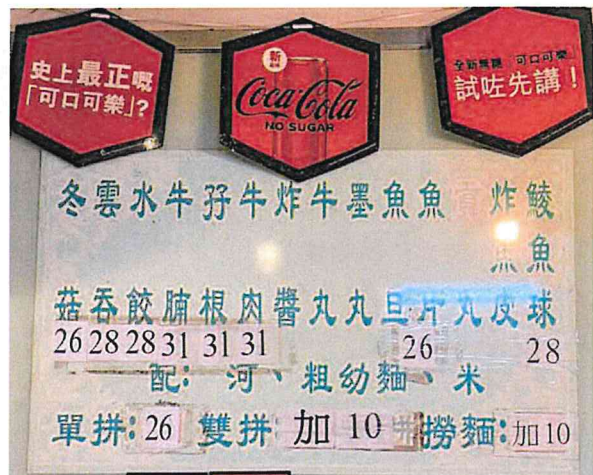 史上最正嘅
「可口可樂」?
新
Coca-Cola
NO SUGAR
全新無糖「可口可樂」
試咗先講!
冬菇 26
雲吞 28
水餃 28
牛腩 31
孖根 31
牛肉 31
炸醬
牛丸
墨丸
魚旦
魚片 26
貢丸
炸魚皮
鯪魚球 28
配: 河、粗幼麵、米
單拼: 26 雙拼 加 10 撈麵: 加10